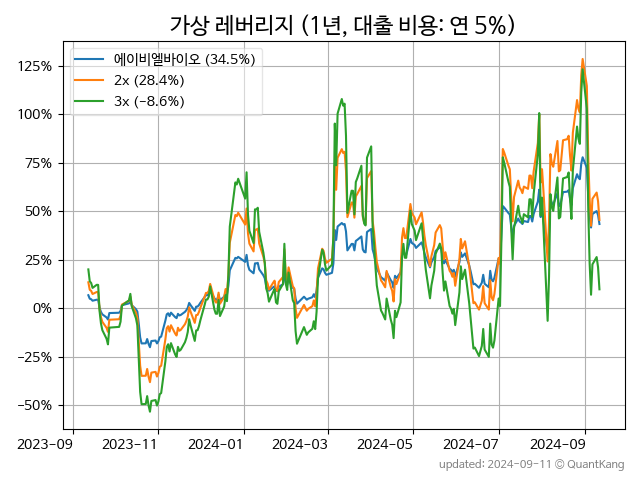 가상 레버리지 (1년, 대출 비용: 연 5%)
에이비엘바이오 (34.5%)
2x (28.4%)
3x (−8.6%)
125%
100%
75%
50%
25%
0%
−25%
−50%
2023-09 2023-11 2024-01 2024-03 2024-05 2024-07 2024-09
updated: 2024-09-11 © QuantKang